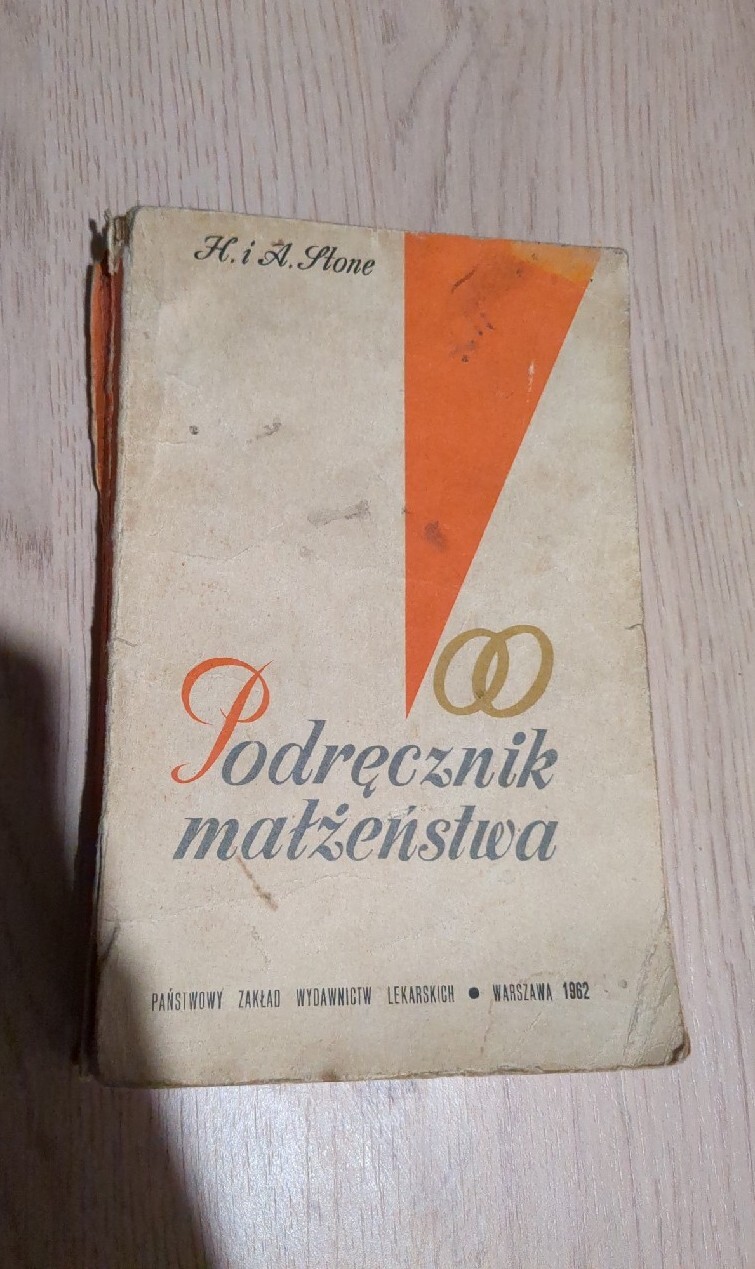 H. i A. Stone
Podręcznik
małżeństwa
PAŃSTWOWY ZAKŁAD WYDAWNICTW LEKARSKICH ● WARSZAWA 1962